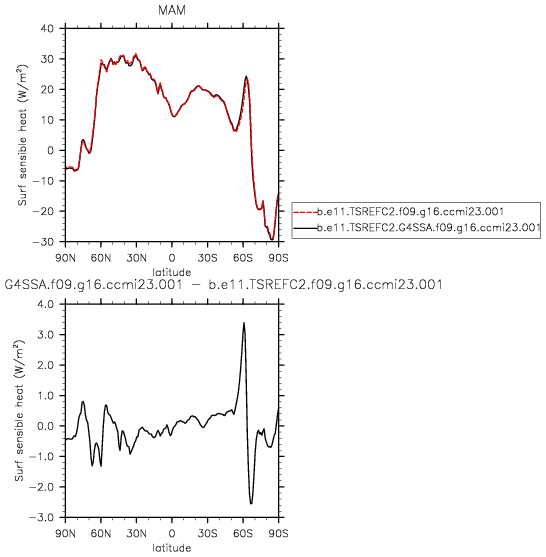 MAM
40
30
20
10
0
−10
−20
−30
Surf sensible heat (W/m²)
90N 60N 30N 0 30S 60S 90S
latitude
b.e11.TSREFC2.f09.g16.ccmi23.001
b.e11.TSREFC2.G4SSA.f09.g16.ccmi23.001
G4SSA.f09.g16.ccmi23.001 − b.e11.TSREFC2.f09.g16.ccmi23.001
4.0
3.0
2.0
1.0
0.0
−1.0
−2.0
−3.0
Surf sensible heat (W/m²)
90N 60N 30N 0 30S 60S 90S
latitude